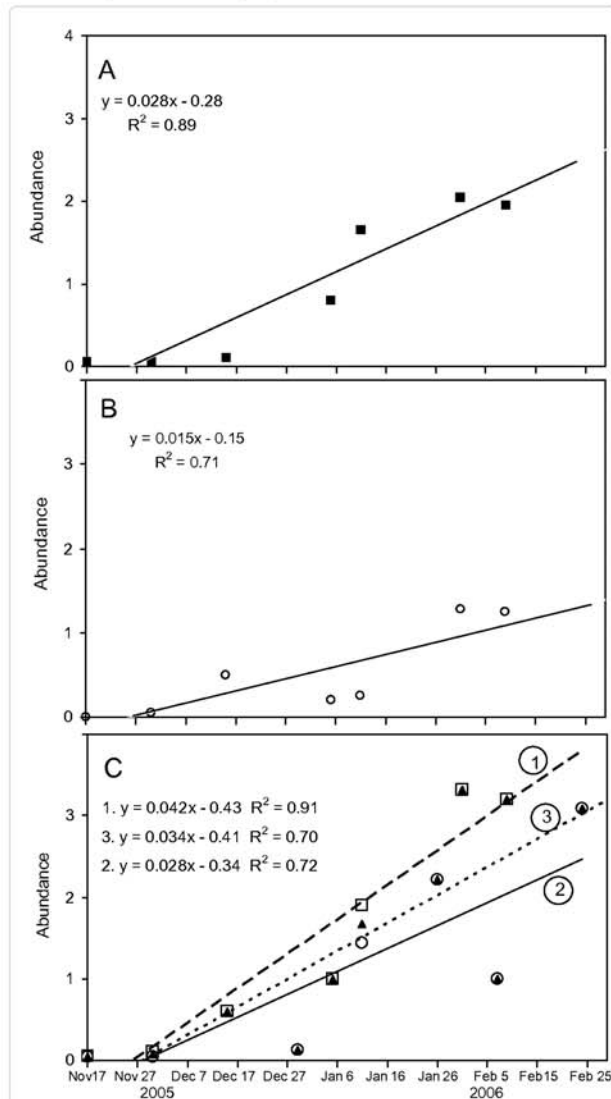 4
A
y = 0.028x - 0.28
R² = 0.89
3
Abundance
2
1
0
B
y = 0.015x - 0.15
R² = 0.71
3
Abundance
2
1
0
C
1
1. y = 0.042x - 0.43 R² = 0.91
3. y = 0.034x - 0.41 R² = 0.70
2. y = 0.028x - 0.34 R² = 0.72
3
3
2
Abundance
2
1
0
Nov17 Nov27 Dec 7 Dec 17 Dec 27 Jan 6 Jan 16 Jan 26 Feb 5 Feb 15 Feb 25
2005 2006